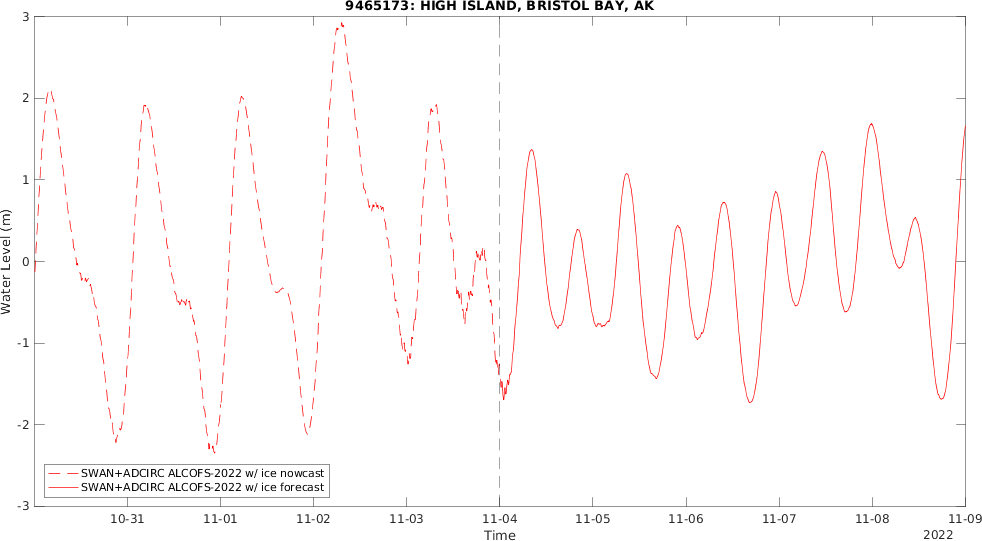 9465173: HIGH ISLAND, BRISTOL BAY, AK
3
2
1
0
-1
-2
-3
Water Level (m)
SWAN+ADCIRC ALCOFS-2022 w/ ice nowcast
SWAN+ADCIRC ALCOFS-2022 w/ ice forecast
10-31 11-01 11-02 11-03 11-04 11-05 11-06 11-07 11-08 11-09
Time
2022